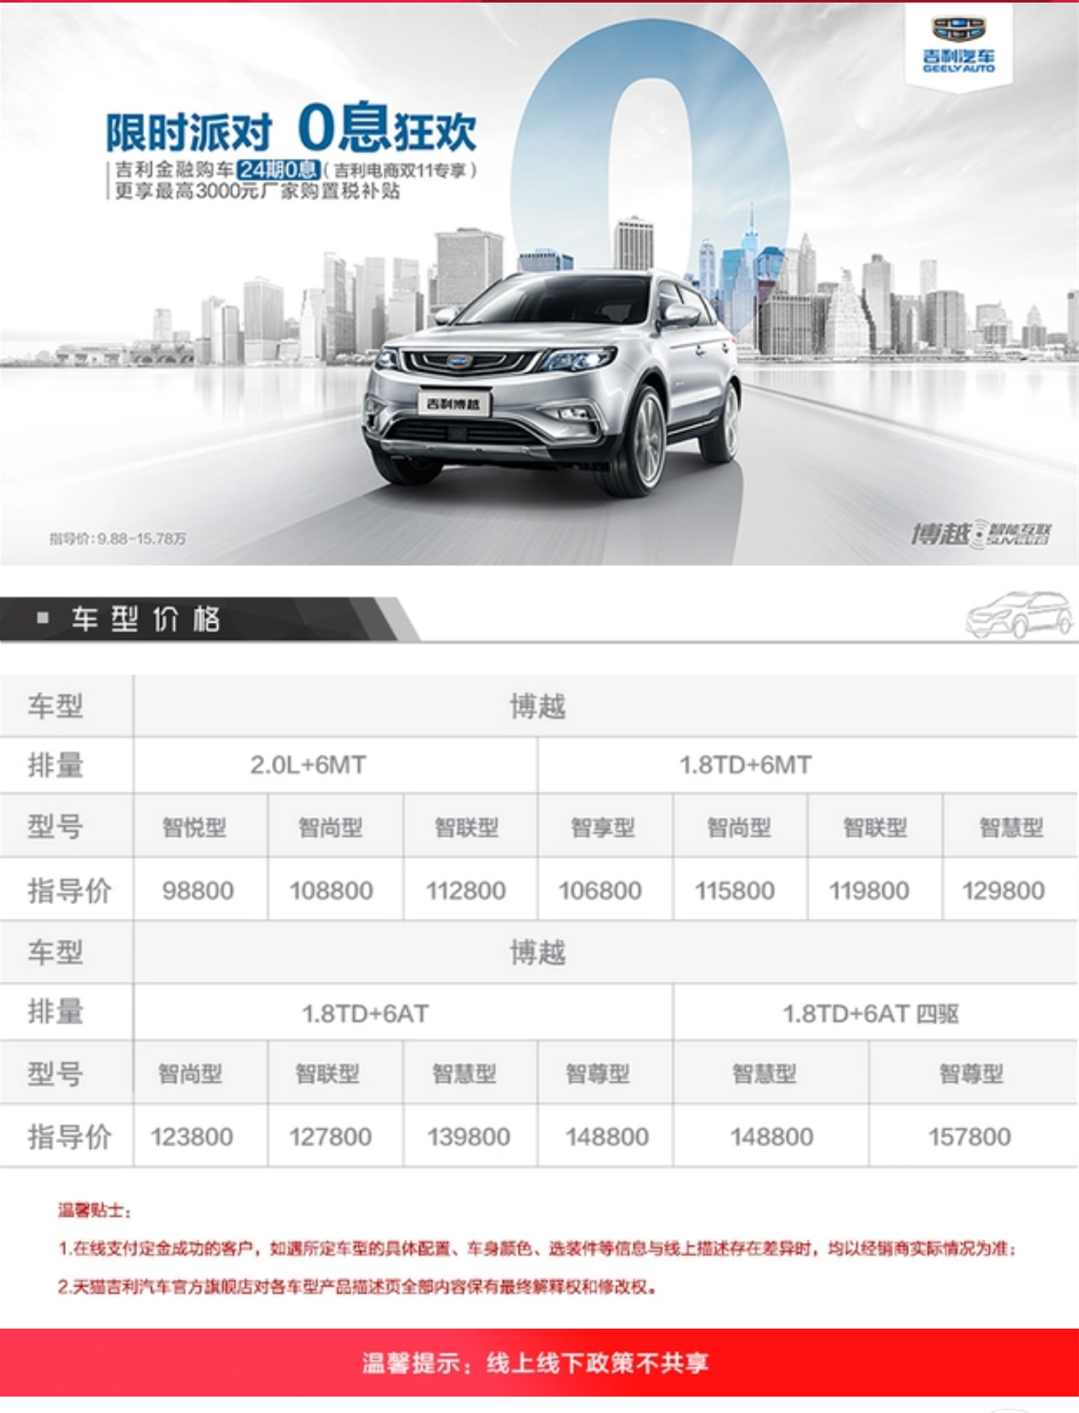 吉利汽车
GEELY AUTO
限时派对 0息狂欢
吉利金融购车24期0息(吉利电商双11专享)
更享最高3000元厂家购置税补贴
吉利博越
指导价:9.88-15.78万
博越 智能互联
车型价格
车型 博越
排量 2.0L+6MT 1.8TD+6MT
型号 智悦型 智尚型 智联型 智享型 智尚型 智联型 智慧型
指导价 98800 108800 112800 106800 115800 119800 129800
车型 博越
排量 1.8TD+6AT 1.8TD+6AT 四驱
型号 智尚型 智联型 智慧型 智尊型 智慧型 智尊型
指导价 123800 127800 139800 148800 148800 157800
温馨贴士:
1.在线支付定金成功的客户，如遇所定车型的具体配置、车身颜色、选装件等信息与线上描述存在差异时，均以经销商实际情况为准;
2.天猫吉利汽车官方旗舰店对各车型产品描述页全部内容保有最终解释权和修改权。
温馨提示: 线上线下政策不共享